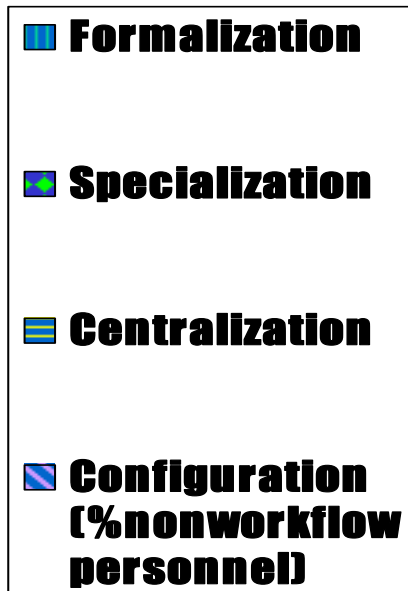 Formalization
Specialization
Centralization
Configuration
(%nonworkflow
personnel)